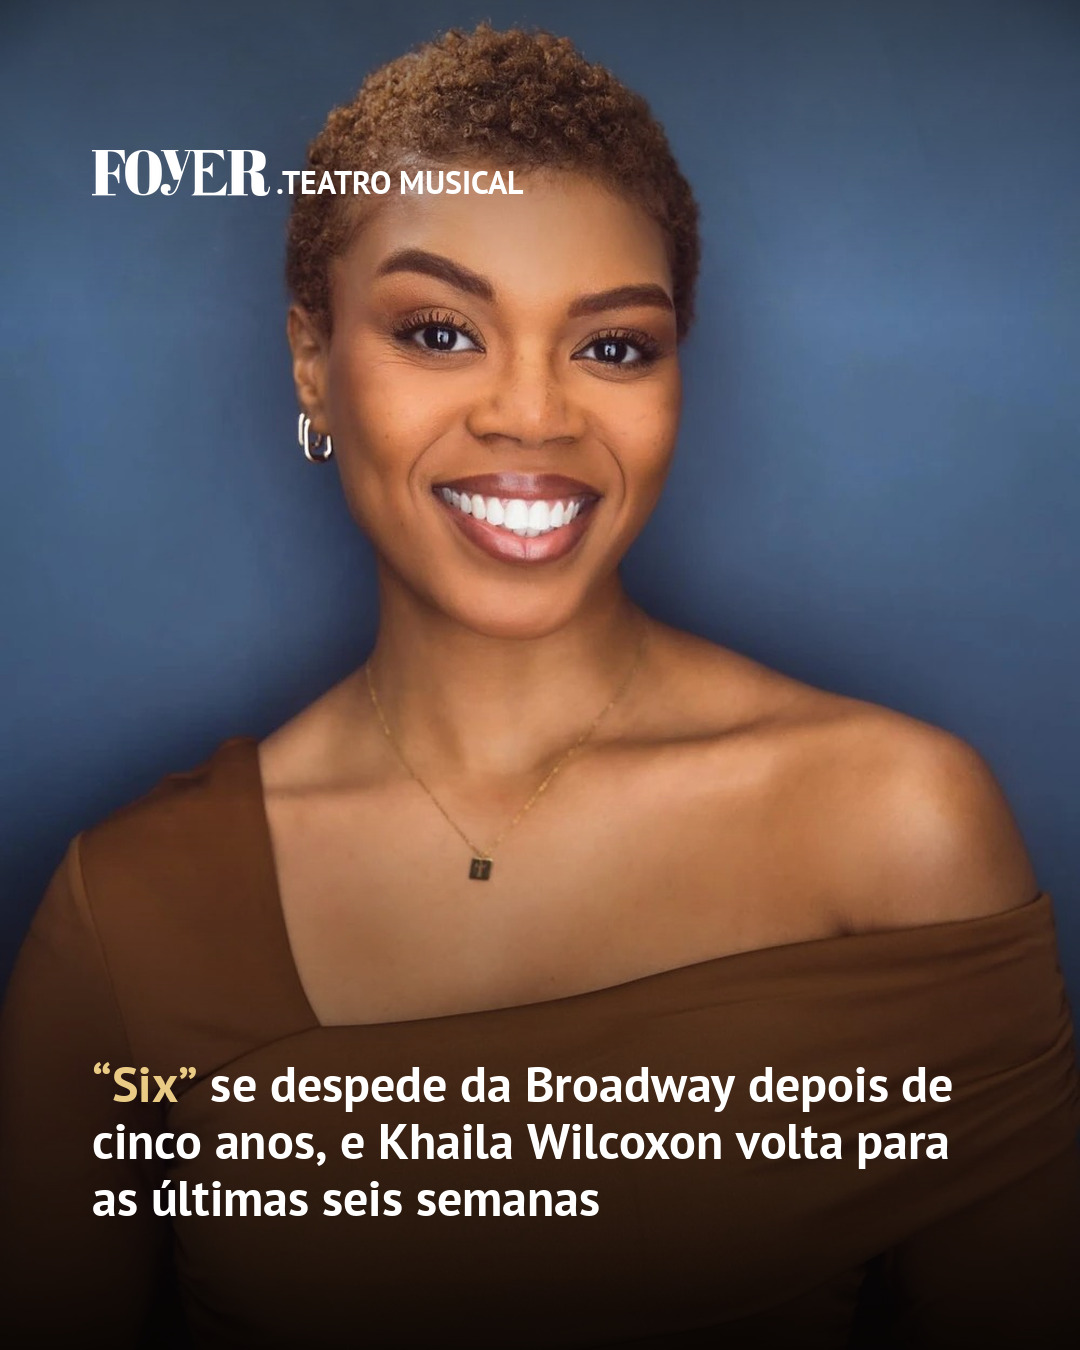 FOYER.TEATRO MUSICAL
“Six” se despede da Broadway depois de
cinco anos, e Khaila Wilcoxon volta para
as últimas seis semanas